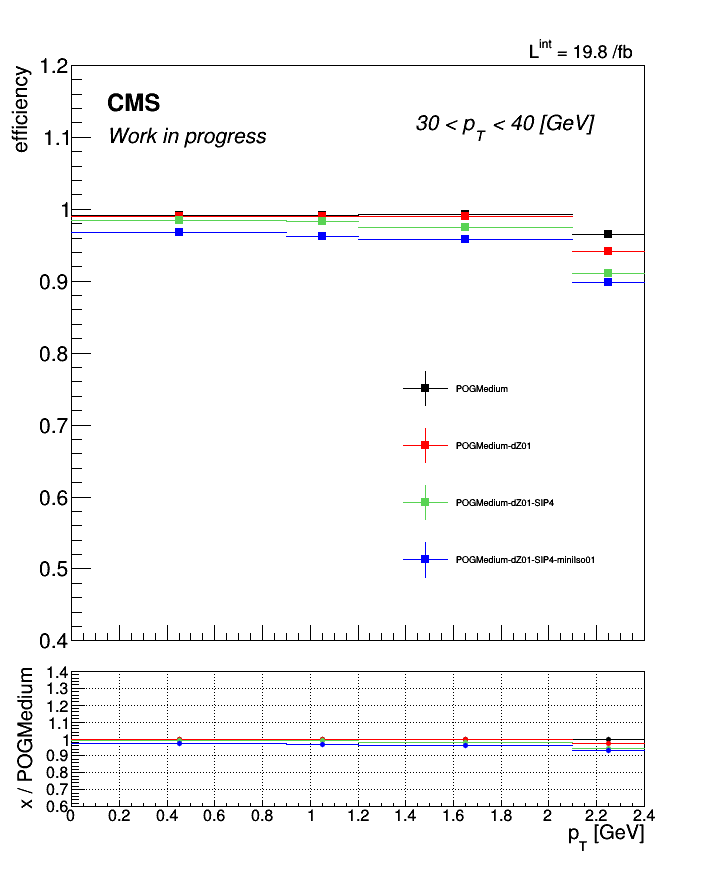 L^int = 19.8 /fb
efficiency
1.2
1.1
1
0.9
0.8
0.7
0.6
0.5
0.4
CMS
Work in progress
30 < p_T < 40 [GeV]
POGMedium
POGMedium-dZ01
POGMedium-dZ01-SIP4
POGMedium-dZ01-SIP4-miniIso01
x / POGMedium
1.4
1.3
1.2
1.1
1
0.9
0.8
0.7
0.6
0 0.2 0.4 0.6 0.8 1 1.2 1.4 1.6 1.8 2 2.2 2.4
p_T [GeV]